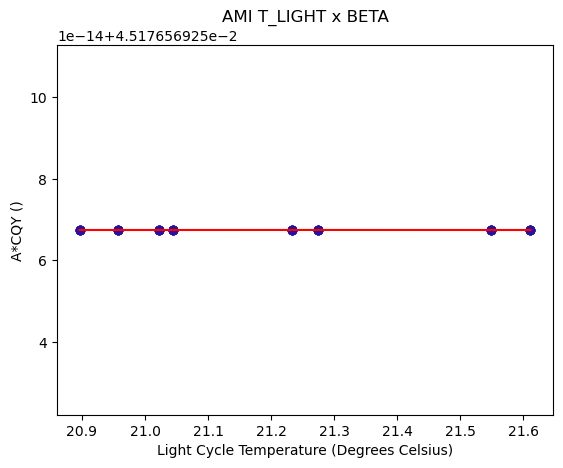 AMI T_LIGHT x BETA
1e−14+4.517656925e−2
10
8
6
4
A*CQY ()
20.9 21.0 21.1 21.2 21.3 21.4 21.5 21.6
Light Cycle Temperature (Degrees Celsius)